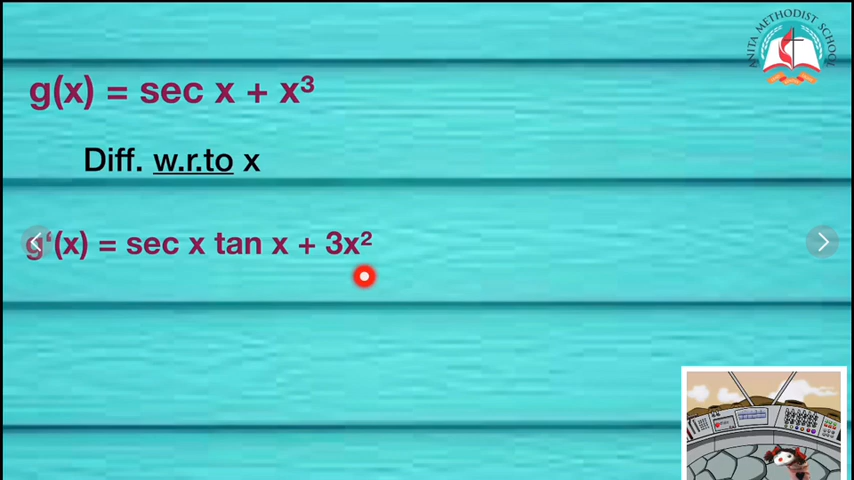 ANITA METHODIST SCHOOL
g(x) = sec x + x³
Diff. w.r.to x
g‘(x) = sec x tan x + 3x²